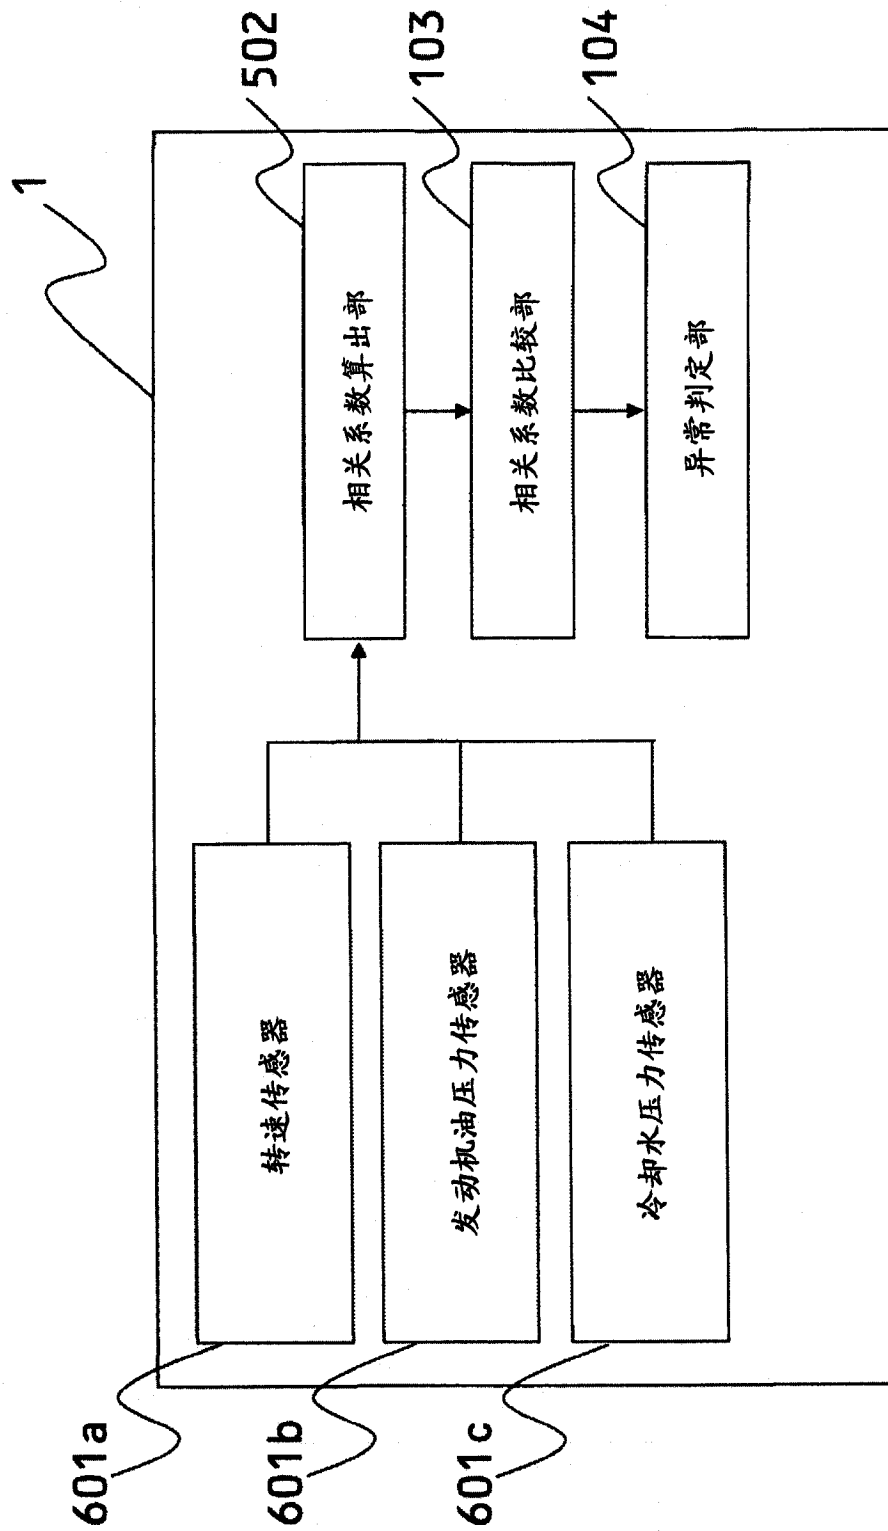 1
601a
转速传感器
601b
发动机油压力传感器
601c
冷却水压力传感器
相关系数算出部
502
相关系数比较部
103
异常判定部
104